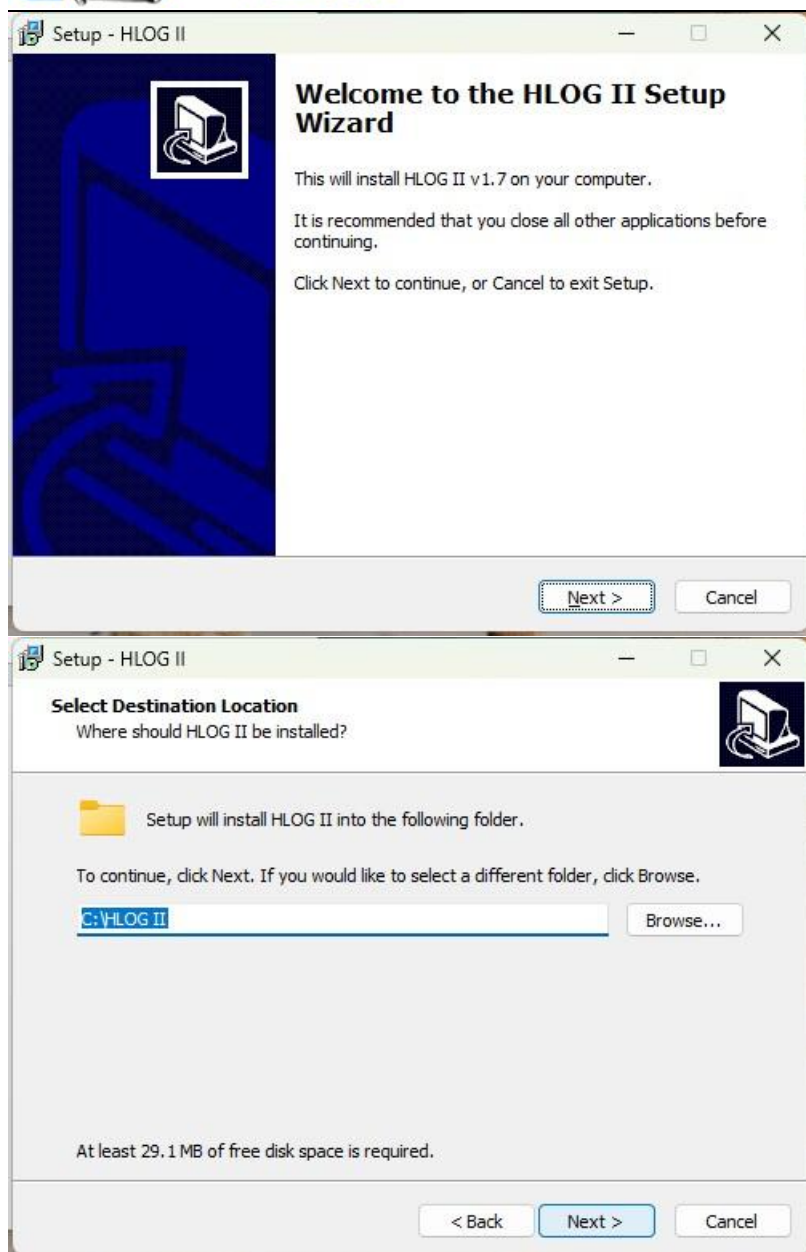 Setup - HLOG II
Welcome to the HLOG II Setup
Wizard
This will install HLOG II v1.7 on your computer.
It is recommended that you close all other applications before
continuing.
Click Next to continue, or Cancel to exit Setup.
Next >
Cancel
Setup - HLOG II
Select Destination Location
Where should HLOG II be installed?
Setup will install HLOG II into the following folder.
To continue, click Next. If you would like to select a different folder, click Browse.
C:\HLOG II
Browse...
At least 29.1 MB of free disk space is required.
< Back
Next >
Cancel